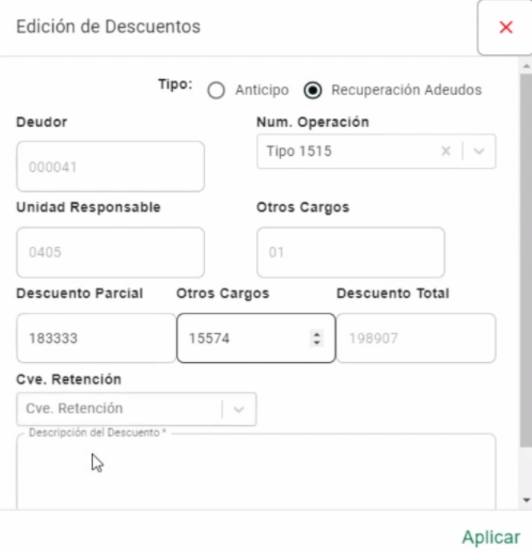 Edición de Descuentos
Tipo: Anticipo Recuperación Adeudos
Deudor Num. Operación
000041 Tipo 1515
Unidad Responsable Otros Cargos
0405 01
Descuento Parcial Otros Cargos Descuento Total
183333 15574 198907
Cve. Retención
Cve. Retención
Descripción del Descuento *
Aplicar